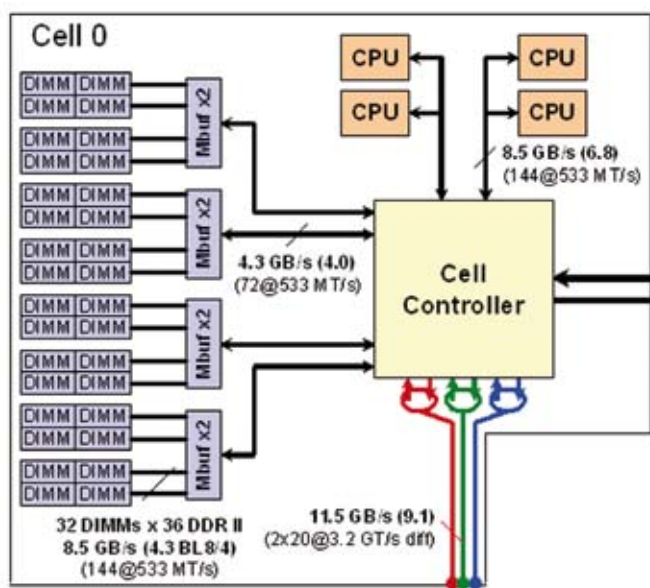 Cell 0
DIMM DIMM
DIMM DIMM
DIMM DIMM
DIMM DIMM
Mbuf x2
DIMM DIMM
DIMM DIMM
DIMM DIMM
DIMM DIMM
Mbuf x2
DIMM DIMM
DIMM DIMM
DIMM DIMM
DIMM DIMM
Mbuf x2
DIMM DIMM
DIMM DIMM
DIMM DIMM
DIMM DIMM
Mbuf x2
32 DIMMs x 36 DDR II
8.5 GB/s (4.3 BL8/4)
(144@533 MT/s)
4.3 GB/s (4.0)
(72@533 MT/s)
CPU
CPU
CPU
CPU
8.5 GB/s (6.8)
(144@533 MT/s)
Cell
Controller
11.5 GB/s (9.1)
(2x20@3.2 GT/s diff)